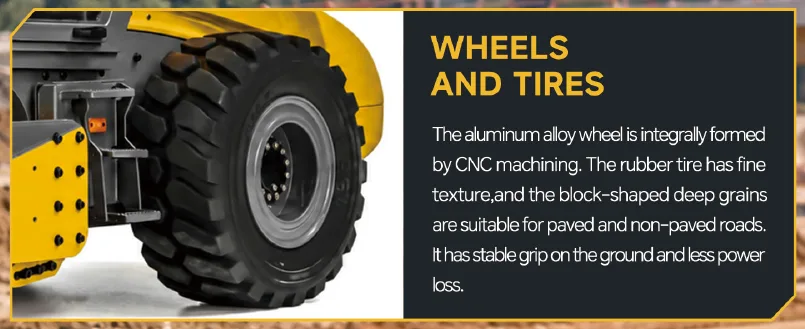 WHEELS
AND TIRES
The aluminum alloy wheel is integrally formed
by CNC machining. The rubber tire has fine
texture,and the block-shaped deep grains
are suitable for paved and non-paved roads.
It has stable grip on the ground and less power
loss.